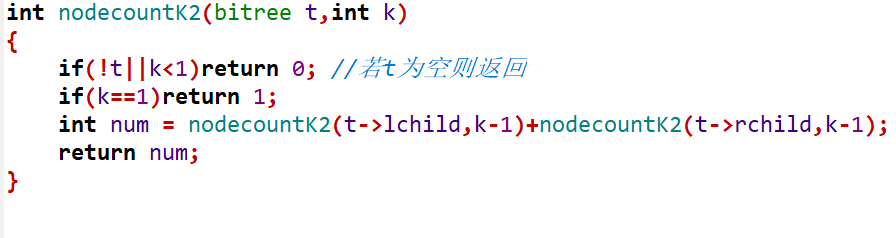 int nodecountK2(bitree t,int k)
{
    if(!t||k<1)return 0; //若t为空则返回
    if(k==1)return 1;
    int num = nodecountK2(t->lchild,k-1)+nodecountK2(t->rchild,k-1);
    return num;
}